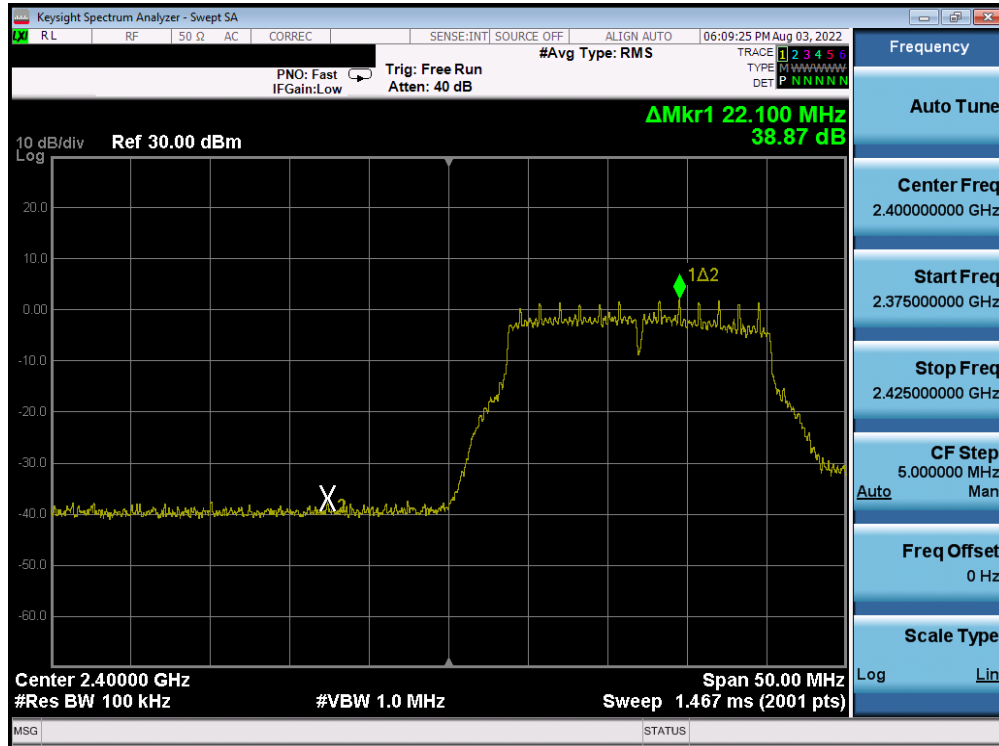 Keysight Spectrum Analyzer - Swept SA
LXI RL RF 50 Ω AC CORREC SENSE:INT SOURCE OFF ALIGN AUTO 06:09:25 PM Aug 03, 2022
#Avg Type: RMS
TRACE 1 2 3 4 5 6
TYPE M WWWWW
DET P N N N N N
PNO: Fast Trig: Free Run
IFGain:Low Atten: 40 dB
ΔMkr1 22.100 MHz
38.87 dB
10 dB/div Ref 30.00 dBm
Log
20.0
10.0
0.00
-10.0
-20.0
-30.0
-40.0
-50.0
-60.0
1Δ2
X2
Center 2.40000 GHz Span 50.00 MHz
#Res BW 100 kHz #VBW 1.0 MHz Sweep 1.467 ms (2001 pts)
MSG STATUS
Frequency
Auto Tune
Center Freq
2.400000000 GHz
Start Freq
2.375000000 GHz
Stop Freq
2.425000000 GHz
CF Step
5.000000 MHz
Auto Man
Freq Offset
0 Hz
Scale Type
Log Lin